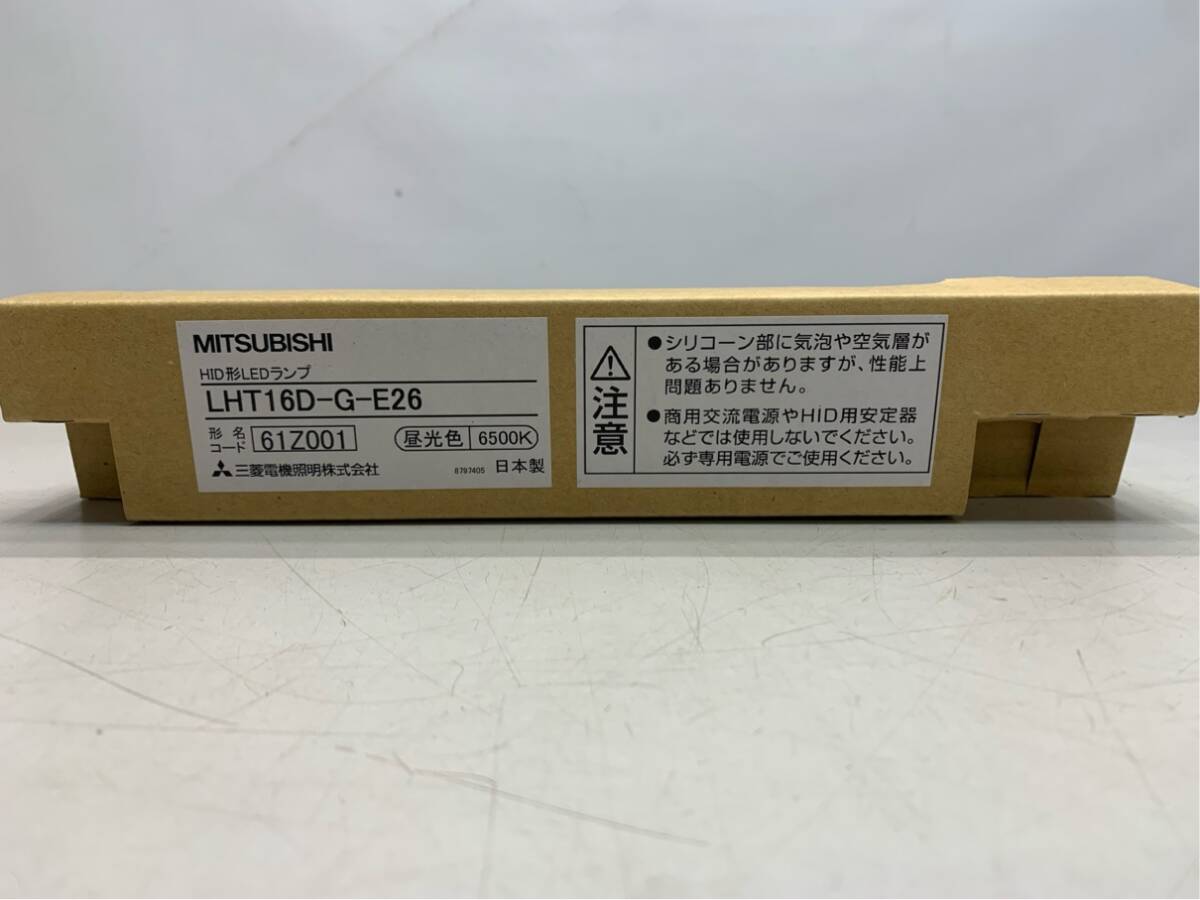 MITSUBISHI
HID形LEDランプ
LHT16D-G-E26
形名コード 61Z001 昼光色 6500K
三菱電機照明株式会社 8797405 日本製
注意
●シリコーン部に気泡や空気層が
ある場合がありますが、性能上
問題ありません。
●商用交流電源やHID用安定器
などでは使用しないでください。
必ず専用電源でご使用ください。